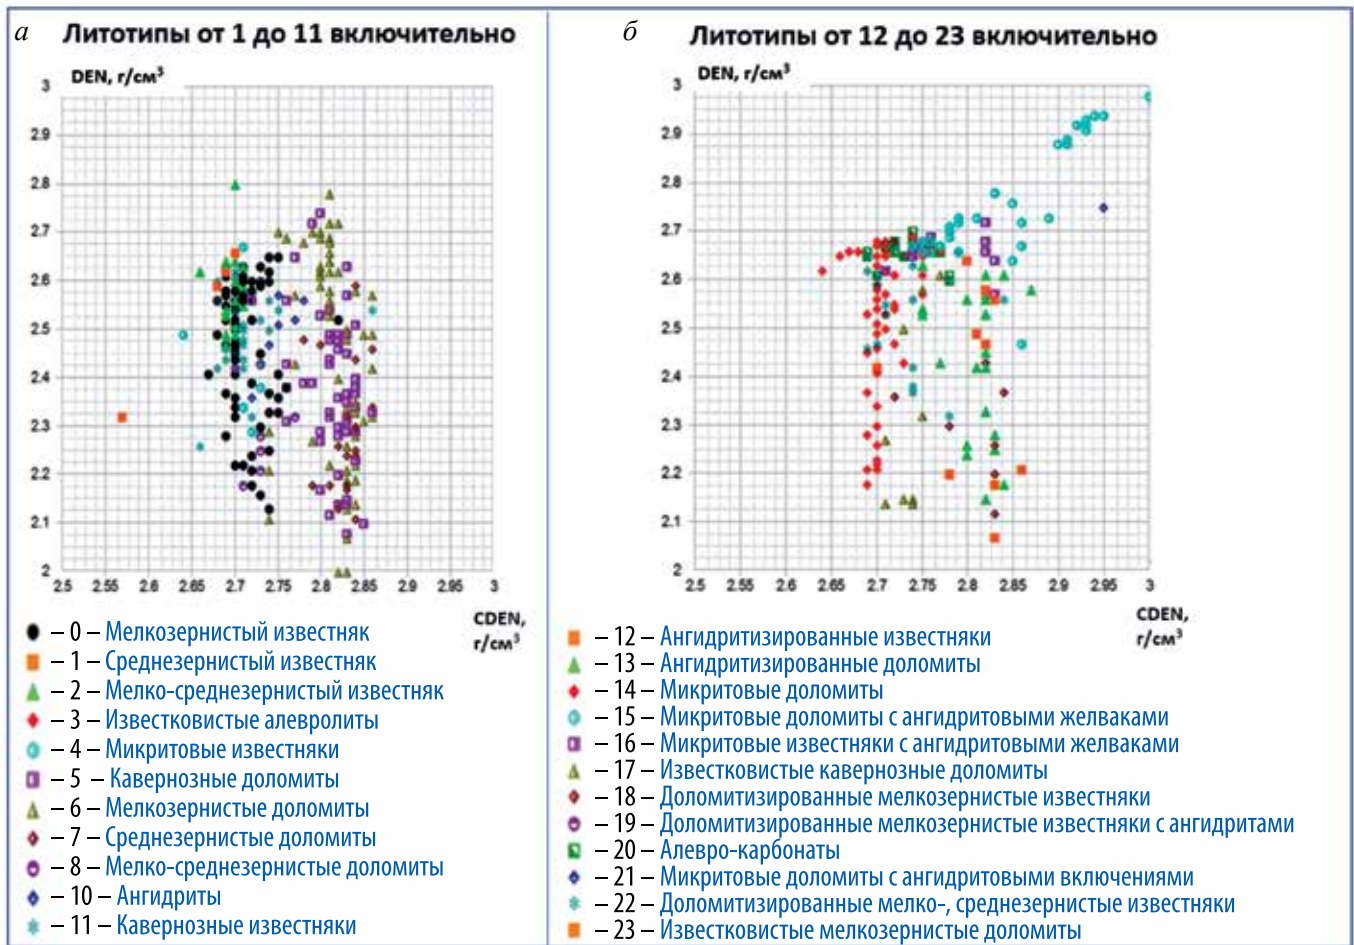 а Литотипы от 1 до 11 включительно
DEN, г/см³
3
2.9
2.8
2.7
2.6
2.5
2.4
2.3
2.2
2.1
2
2.5 2.55 2.6 2.65 2.7 2.75 2.8 2.85 2.9 2.95 3
CDEN,
г/см³
– 0 – Мелкозернистый известняк
– 1 – Среднезернистый известняк
– 2 – Мелко-среднезернистый известняк
– 3 – Известковистые алевролиты
– 4 – Микритовые известняки
– 5 – Кавернозные доломиты
– 6 – Мелкозернистые доломиты
– 7 – Среднезернистые доломиты
– 8 – Мелко-среднезернистые доломиты
– 10 – Ангидриты
– 11 – Кавернозные известняки
б Литотипы от 12 до 23 включительно
DEN, г/см³
3
2.9
2.8
2.7
2.6
2.5
2.4
2.3
2.2
2.1
2
2.5 2.55 2.6 2.65 2.7 2.75 2.8 2.85 2.9 2.95 3
CDEN,
г/см³
– 12 – Ангидритизированные известняки
– 13 – Ангидритизированные доломиты
– 14 – Микритовые доломиты
– 15 – Микритовые доломиты с ангидритовыми желваками
– 16 – Микритовые известняки с ангидритовыми желваками
– 17 – Известковистые кавернозные доломиты
– 18 – Доломитизированные мелкозернистые известняки
– 19 – Доломитизированные мелкозернистые известняки с ангидритами
– 20 – Алевро-карбонаты
– 21 – Микритовые доломиты с ангидритовыми включениями
– 22 – Доломитизированные мелко-, среднезернистые известняки
– 23 – Известковистые мелкозернистые доломиты